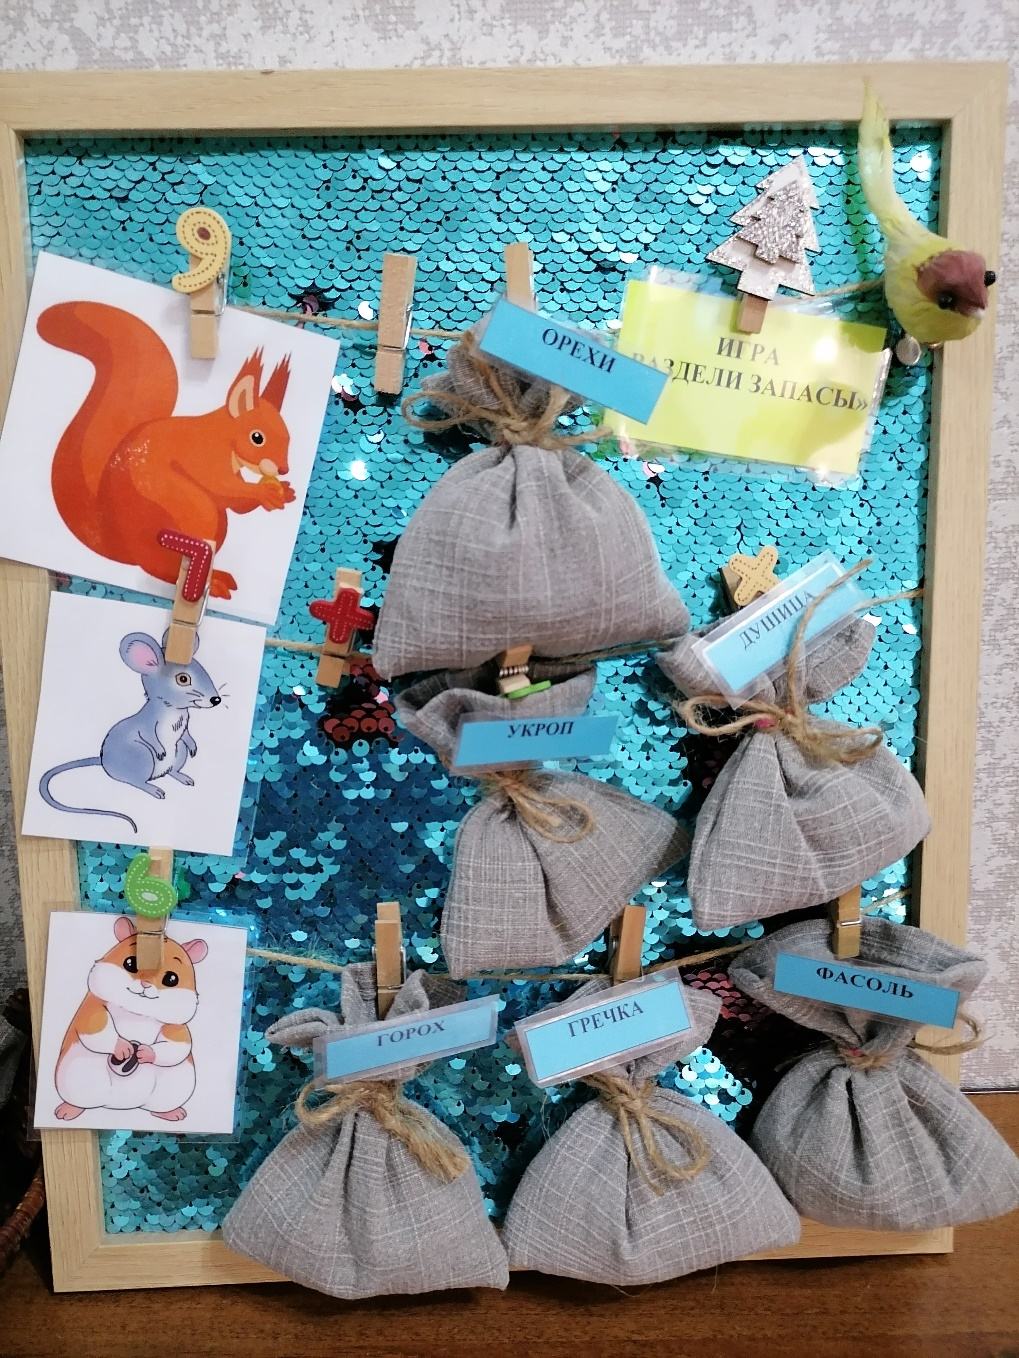 9
ОРЕХИ
ИГРА
РАЗДЕЛИ ЗАПАСЫ»
7
+
+
ДУШИЦА
УКРОП
6
ГОРОХ
ГРЕЧКА
ФАСОЛЬ